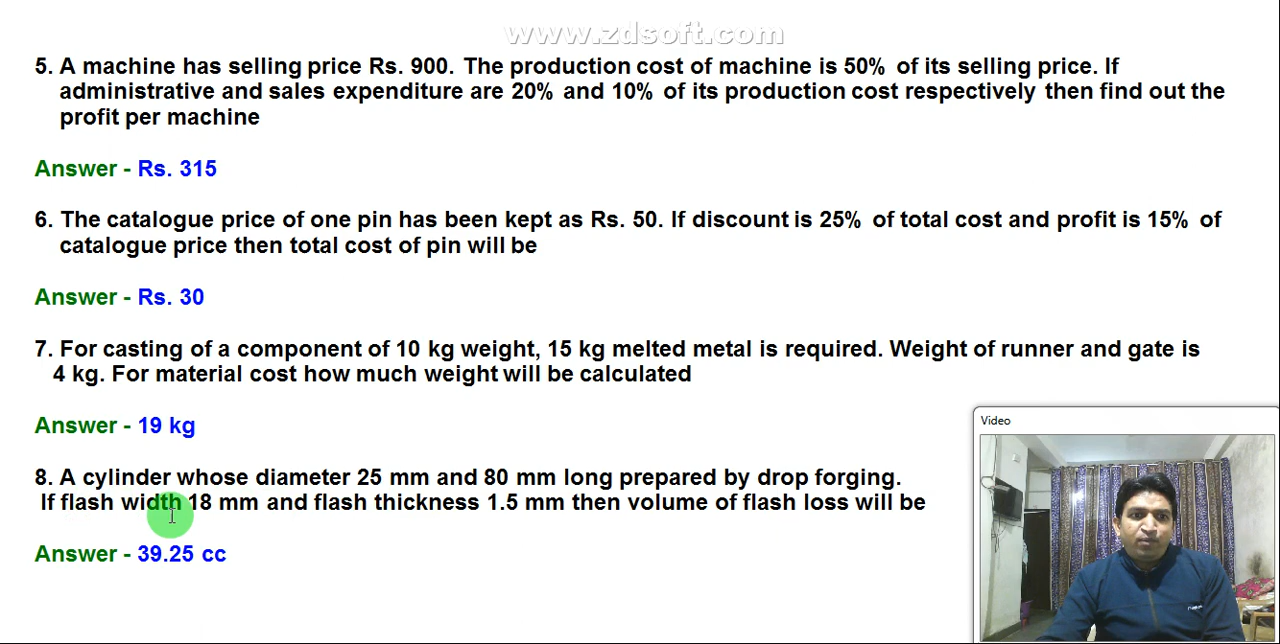 www.zdsoft.com
5. A machine has selling price Rs. 900. The production cost of machine is 50% of its selling price. If
administrative and sales expenditure are 20% and 10% of its production cost respectively then find out the
profit per machine
Answer - Rs. 315
6. The catalogue price of one pin has been kept as Rs. 50. If discount is 25% of total cost and profit is 15% of
catalogue price then total cost of pin will be
Answer - Rs. 30
7. For casting of a component of 10 kg weight, 15 kg melted metal is required. Weight of runner and gate is
4 kg. For material cost how much weight will be calculated
Answer - 19 kg
Video
8. A cylinder whose diameter 25 mm and 80 mm long prepared by drop forging.
If flash width 18 mm and flash thickness 1.5 mm then volume of flash loss will be
Answer - 39.25 cc